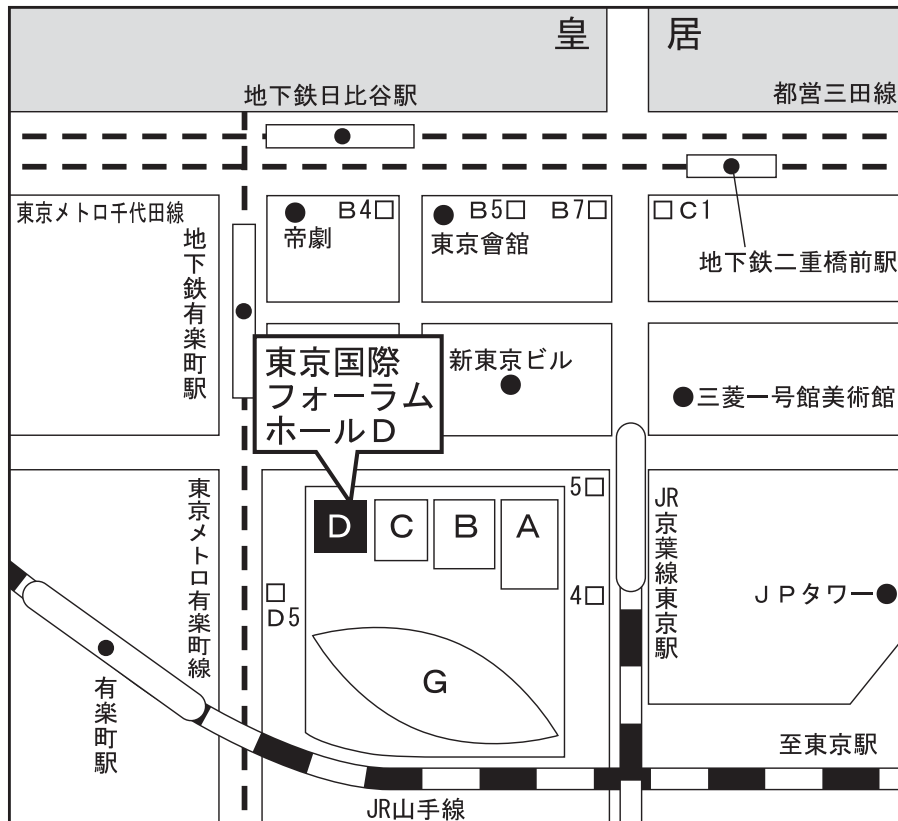 皇居
地下鉄日比谷駅
都営三田線
東京メトロ千代田線
帝劇
B4
東京會舘
B5
B7
C1
地下鉄二重橋前駅
地下鉄有楽町駅
東京国際
フォーラム
ホールD
新東京ビル
三菱一号館美術館
東京メトロ有楽町線
D
C
B
A
5
4
D5
G
JR京葉線東京駅
JPタワー
有楽町駅
至東京駅
JR山手線